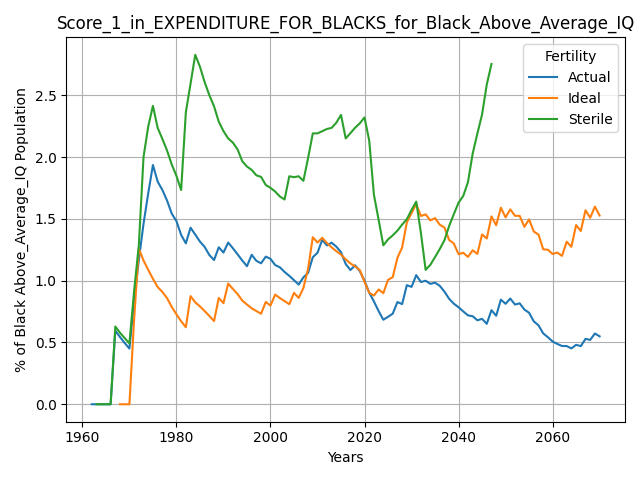 Score_1_in_EXPENDITURE_FOR_BLACKS_for_Black_Above_Average_IQ
Fertility
Actual
Ideal
Sterile
% of Black Above_Average_IQ Population
2.5
2.0
1.5
1.0
0.5
0.0
1960 1980 2000 2020 2040 2060
Years